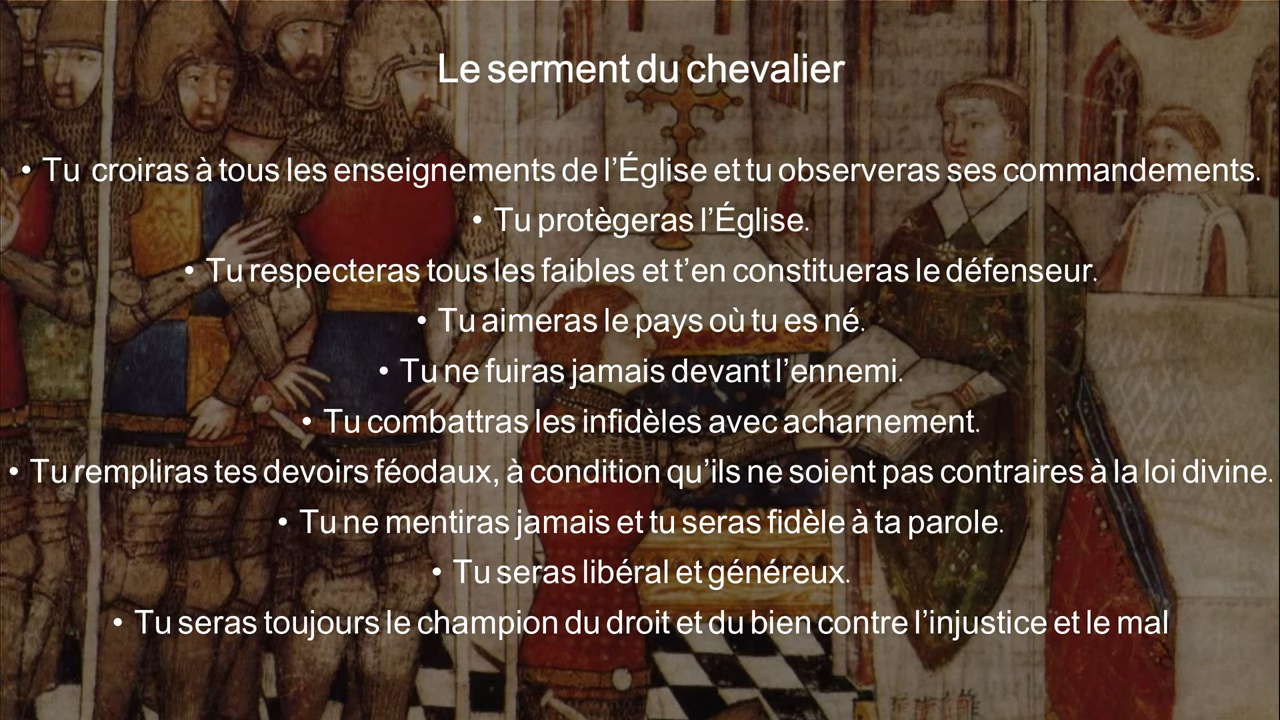 Le serment du chevalier
• Tu croiras à tous les enseignements de l’Église et tu observeras ses commandements.
• Tu protègeras l’Église.
• Tu respecteras tous les faibles et t’en constitueras le défenseur.
• Tu aimeras le pays où tu es né.
• Tu ne fuiras jamais devant l’ennemi.
• Tu combattras les infidèles avec acharnement.
• Tu rempliras tes devoirs féodaux, à condition qu’ils ne soient pas contraires à la loi divine.
• Tu ne mentiras jamais et tu seras fidèle à ta parole.
• Tu seras libéral et généreux.
• Tu seras toujours le champion du droit et du bien contre l’injustice et le mal